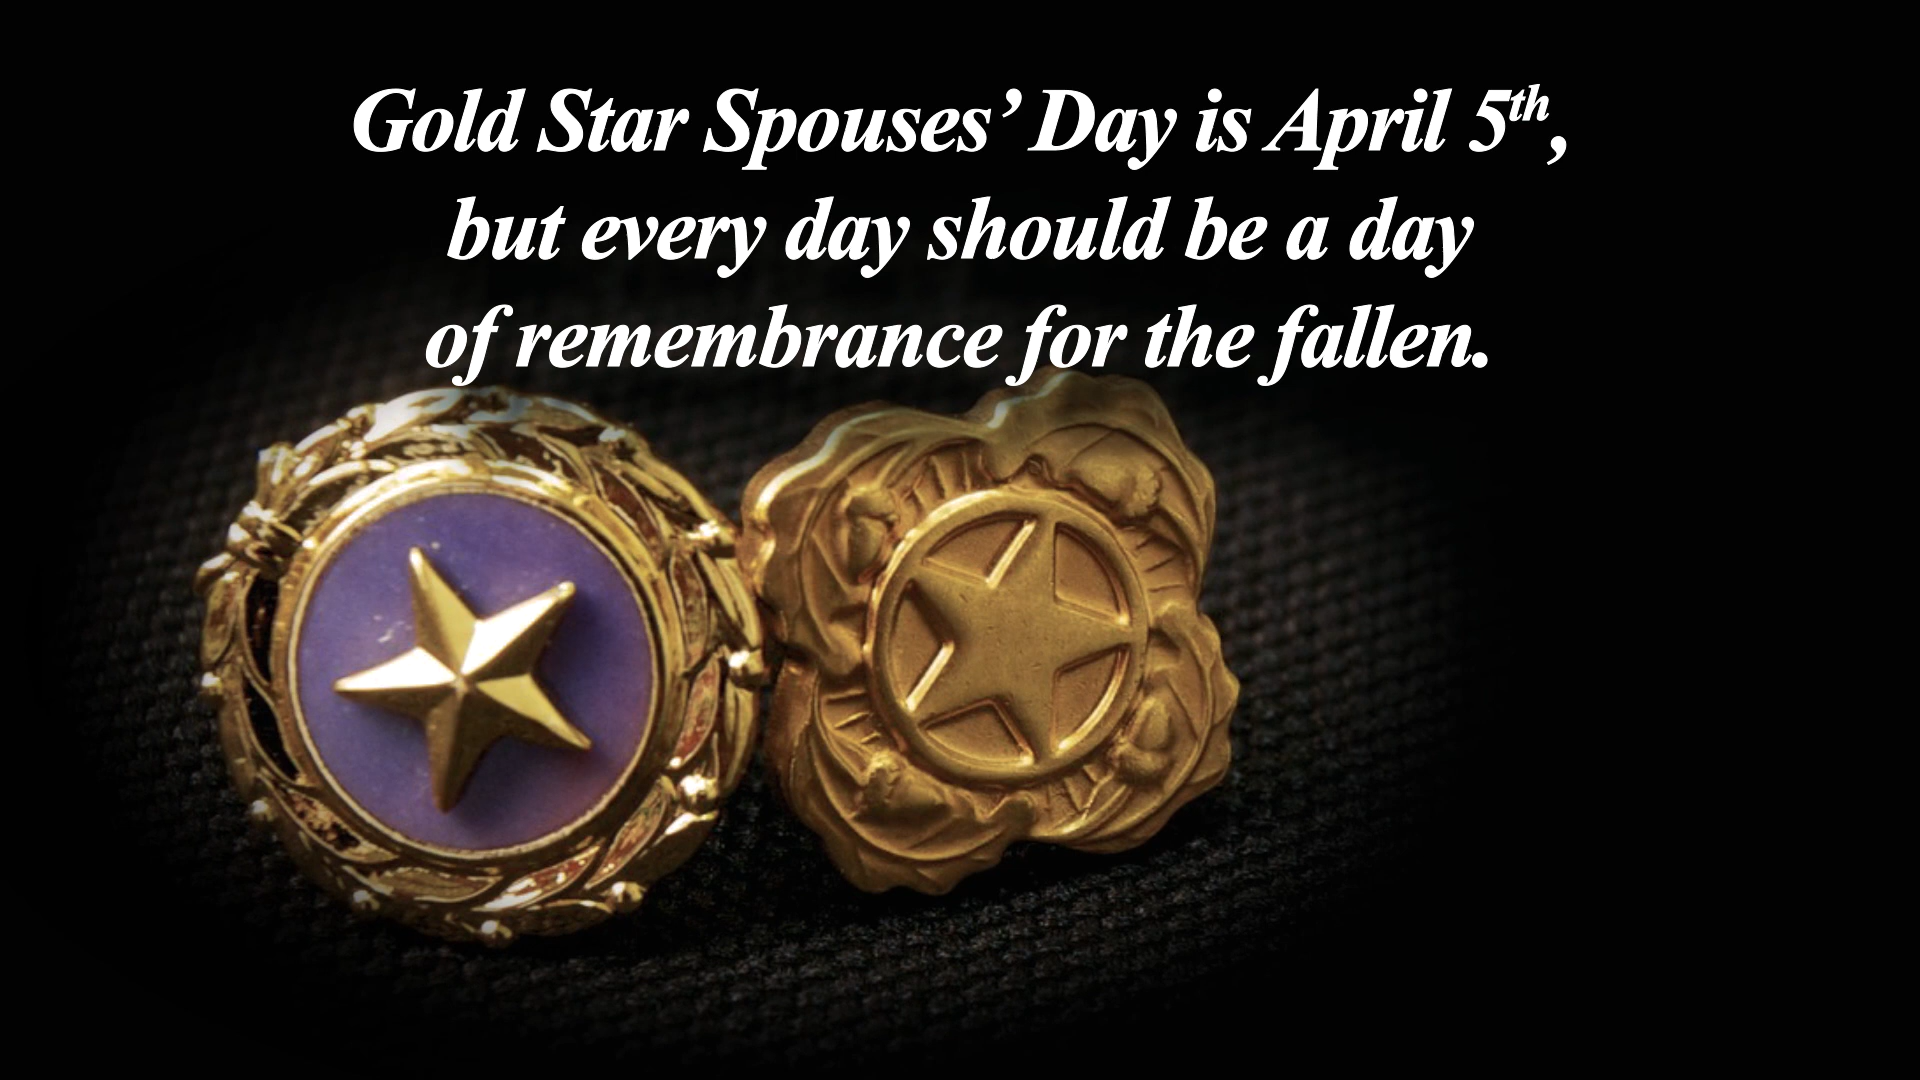 Gold Star Spouses’ Day is April 5th,
but every day should be a day
of remembrance for the fallen.